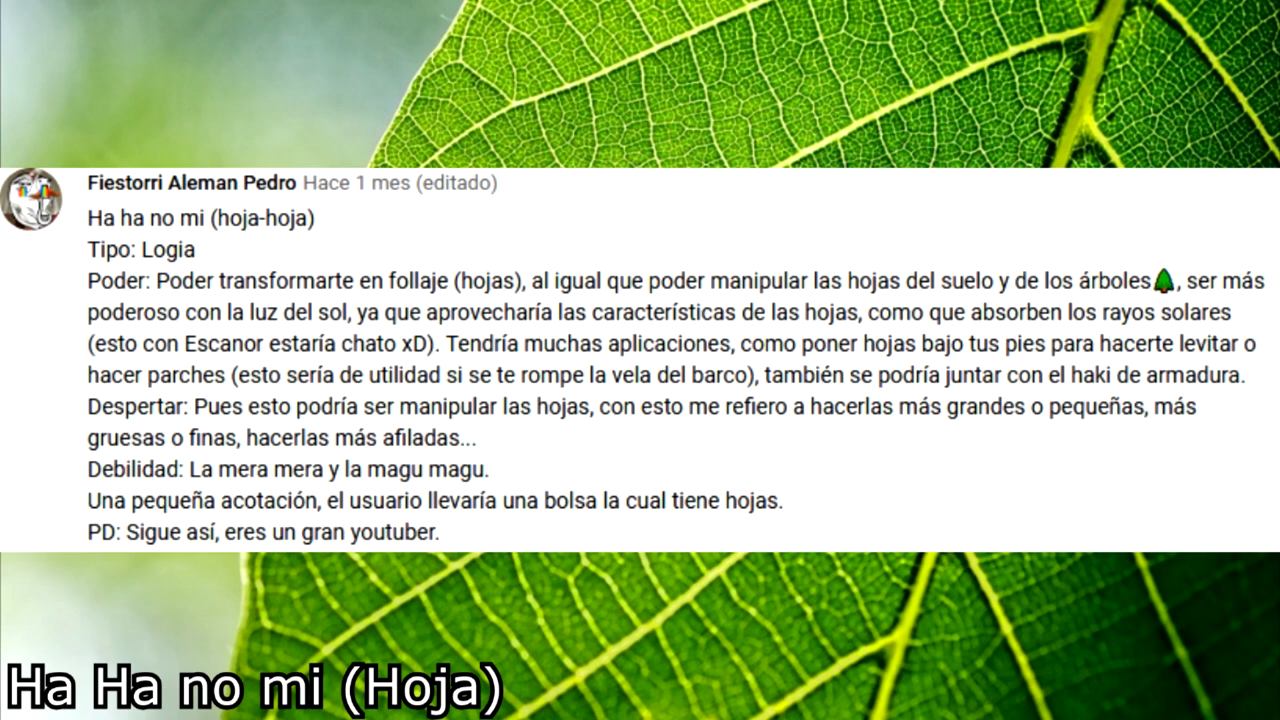 Fiestorri Aleman Pedro Hace 1 mes (editado)
Ha ha no mi (hoja-hoja)
Tipo: Logia
Poder: Poder transformarte en follaje (hojas), al igual que poder manipular las hojas del suelo y de los árboles🌲, ser más
poderoso con la luz del sol, ya que aprovecharía las características de las hojas, como que absorben los rayos solares
(esto con Escanor estaría chato xD). Tendría muchas aplicaciones, como poner hojas bajo tus pies para hacerte levitar o
hacer parches (esto sería de utilidad si se te rompe la vela del barco), también se podría juntar con el haki de armadura.
Despertar: Pues esto podría ser manipular las hojas, con esto me refiero a hacerlas más grandes o pequeñas, más
gruesas o finas, hacerlas más afiladas...
Debilidad: La mera mera y la magu magu.
Una pequeña acotación, el usuario llevaría una bolsa la cual tiene hojas.
PD: Sigue así, eres un gran youtuber.
Ha Ha no mi (Hoja)